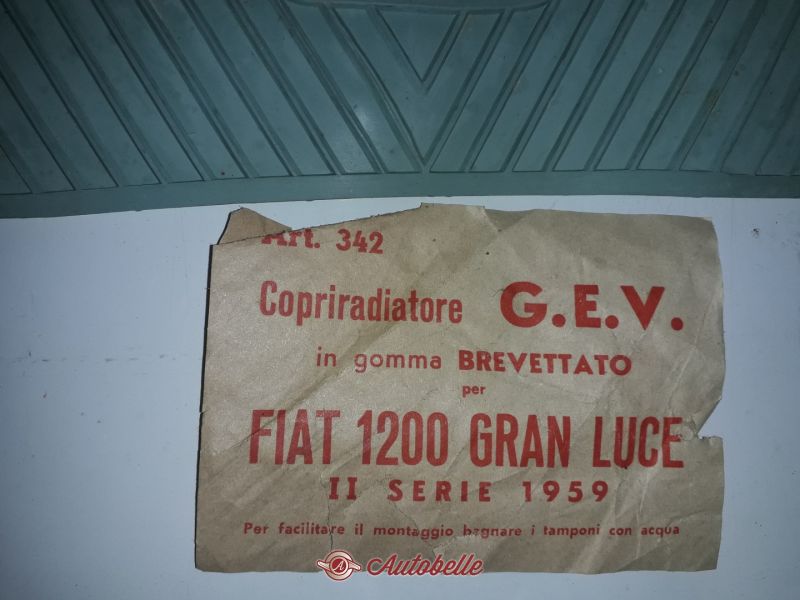 Art. 342
Copriradiatore G.E.V.
in gomma BREVETTATO
per
FIAT 1200 GRAN LUCE
II SERIE 1959
Per facilitare il montaggio bagnare i tamponi con acqua
A Autobelle